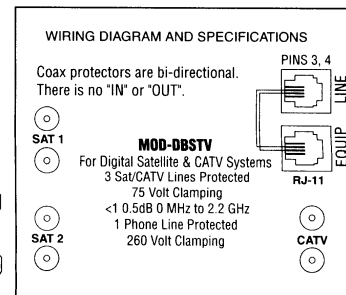 WIRING DIAGRAM AND SPECIFICATIONS
PINS 3, 4
Coax protectors are bi-directional.
There is no "IN" or "OUT".
LINE
EQUIP
RJ-11
SAT 1
MOD-DBSTV
For Digital Satellite & CATV Systems
3 Sat/CATV Lines Protected
75 Volt Clamping
<1 0.5dB 0 MHz to 2.2 GHz
1 Phone Line Protected
260 Volt Clamping
SAT 2
CATV